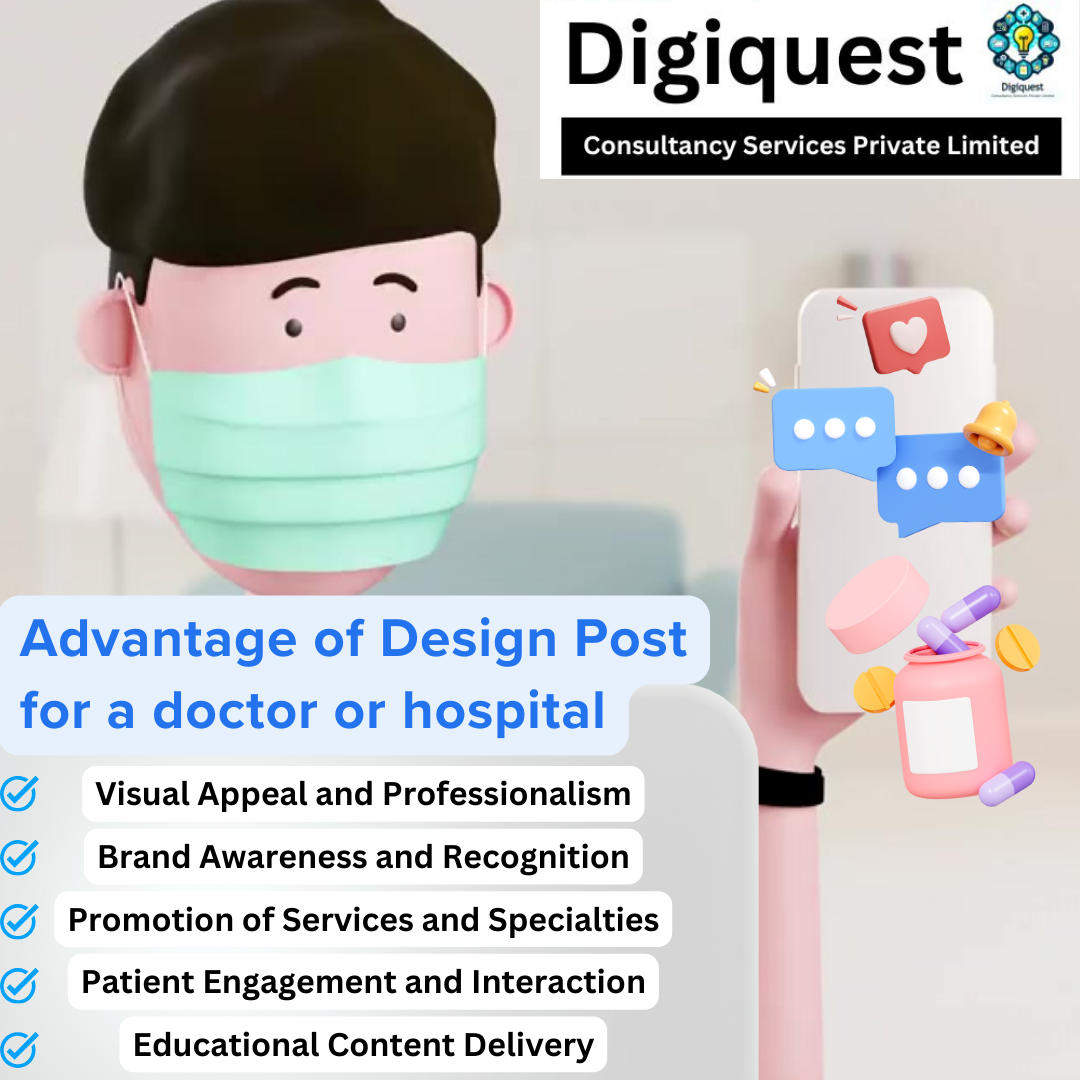 Digiquest
Digiquest
Consultancy Services Private Limited
Consultancy Services Private Limited
Advantage of Design Post
for a doctor or hospital
Visual Appeal and Professionalism
Brand Awareness and Recognition
Promotion of Services and Specialties
Patient Engagement and Interaction
Educational Content Delivery